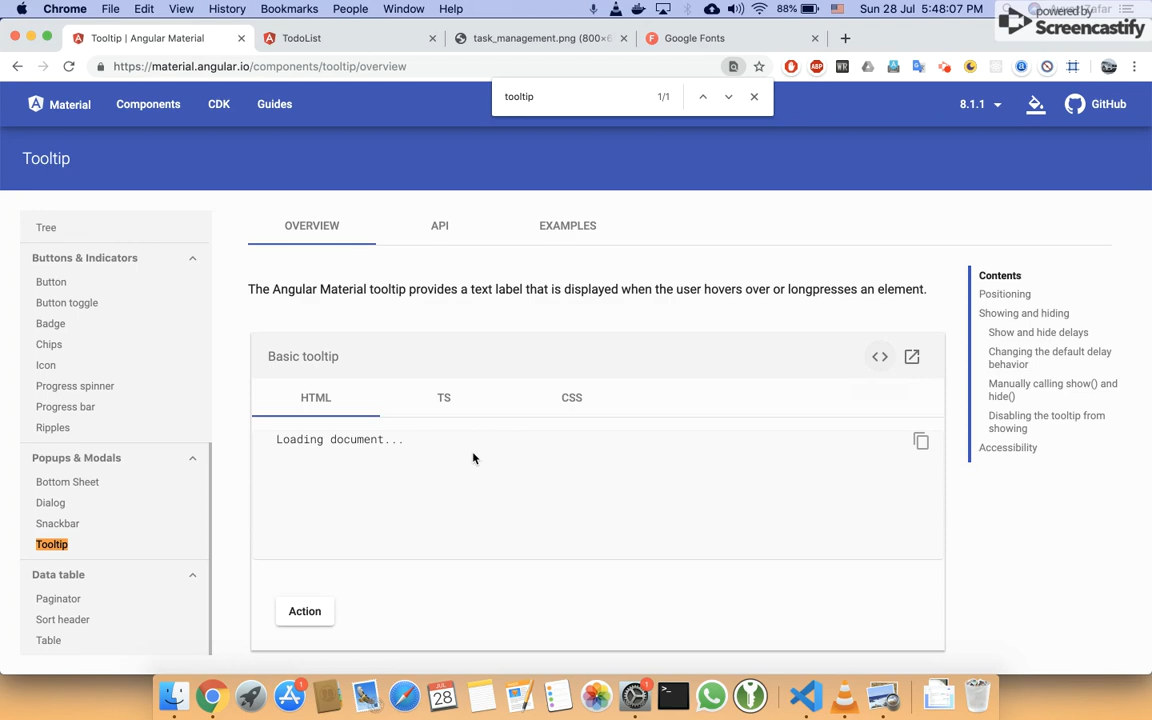 Chrome File Edit View History Bookmarks People Window Help 88% Sun 28 Jul 5:48:07 PM Zafar
powered by
Screencastify
Tooltip | Angular Material TodoList task_management.png (800×6 Google Fonts
https://material.angular.io/components/tooltip/overview
tooltip 1/1
Material Components CDK Guides 8.1.1 GitHub
Tooltip
Tree
Buttons & Indicators
Button
Button toggle
Badge
Chips
Icon
Progress spinner
Progress bar
Ripples
Popups & Modals
Bottom Sheet
Dialog
Snackbar
Tooltip
Data table
Paginator
Sort header
Table
OVERVIEW API EXAMPLES
The Angular Material tooltip provides a text label that is displayed when the user hovers over or longpresses an element.
Basic tooltip
HTML TS CSS
Loading document...
Action
Contents
Positioning
Showing and hiding
Show and hide delays
Changing the default delay
behavior
Manually calling show() and
hide()
Disabling the tooltip from
showing
Accessibility